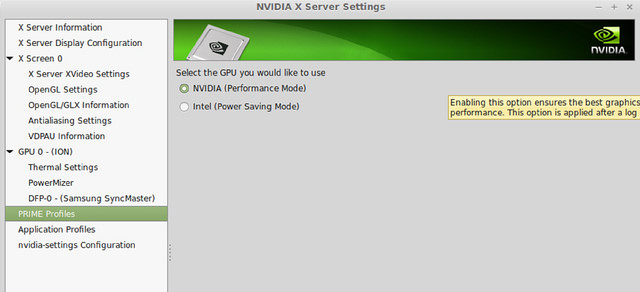 NVIDIA X Server Settings
X Server Information
X Server Display Configuration
X Screen 0
X Server XVideo Settings
OpenGL Settings
OpenGL/GLX Information
Antialiasing Settings
VDPAU Information
GPU 0 - (ION)
Thermal Settings
PowerMizer
DFP-0 - (Samsung SyncMaster)
PRIME Profiles
Application Profiles
nvidia-settings Configuration
NVIDIA.
Select the GPU you would like to use
NVIDIA (Performance Mode)
Intel (Power Saving Mode)
Enabling this option ensures the best graphics
performance. This option is applied after a log